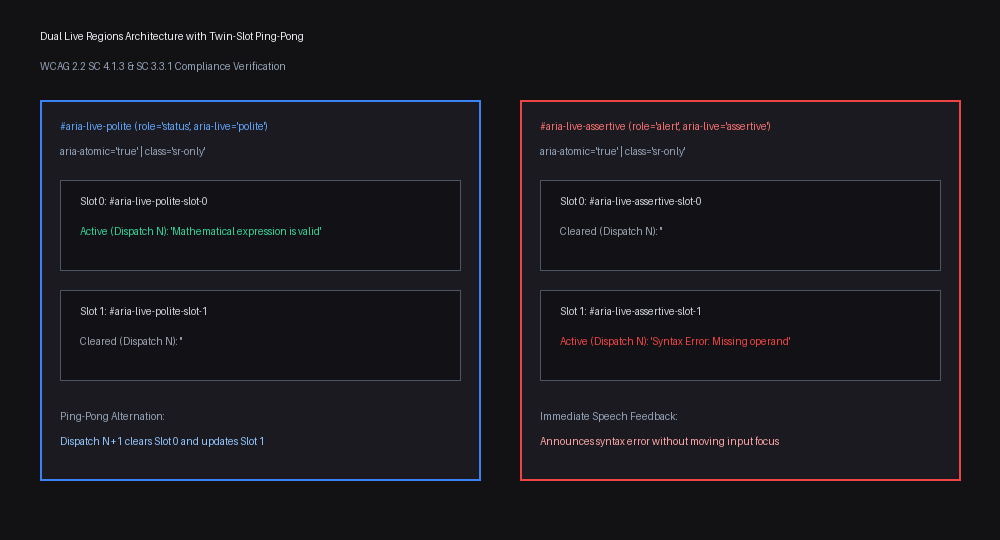 Dual Live Regions Architecture with Twin-Slot Ping-Pong
WCAG 2.2 SC 4.1.3 & SC 3.3.1 Compliance Verification
#aria-live-polite (role='status', aria-live='polite')
aria-atomic='true' | class='sr-only'
Slot 0: #aria-live-polite-slot-0
Active (Dispatch N): 'Mathematical expression is valid'
Slot 1: #aria-live-polite-slot-1
Cleared (Dispatch N): ''
Ping-Pong Alternation:
Dispatch N+1 clears Slot 0 and updates Slot 1
#aria-live-assertive (role='alert', aria-live='assertive')
aria-atomic='true' | class='sr-only'
Slot 0: #aria-live-assertive-slot-0
Cleared (Dispatch N): ''
Slot 1: #aria-live-assertive-slot-1
Active (Dispatch N): 'Syntax Error: Missing operand'
Immediate Speech Feedback:
Announces syntax error without moving input focus